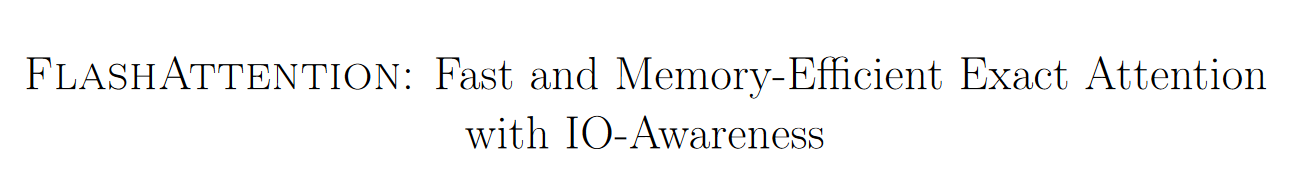 FLASHATTENTION: Fast and Memory-Efficient Exact Attention
with IO-Awareness